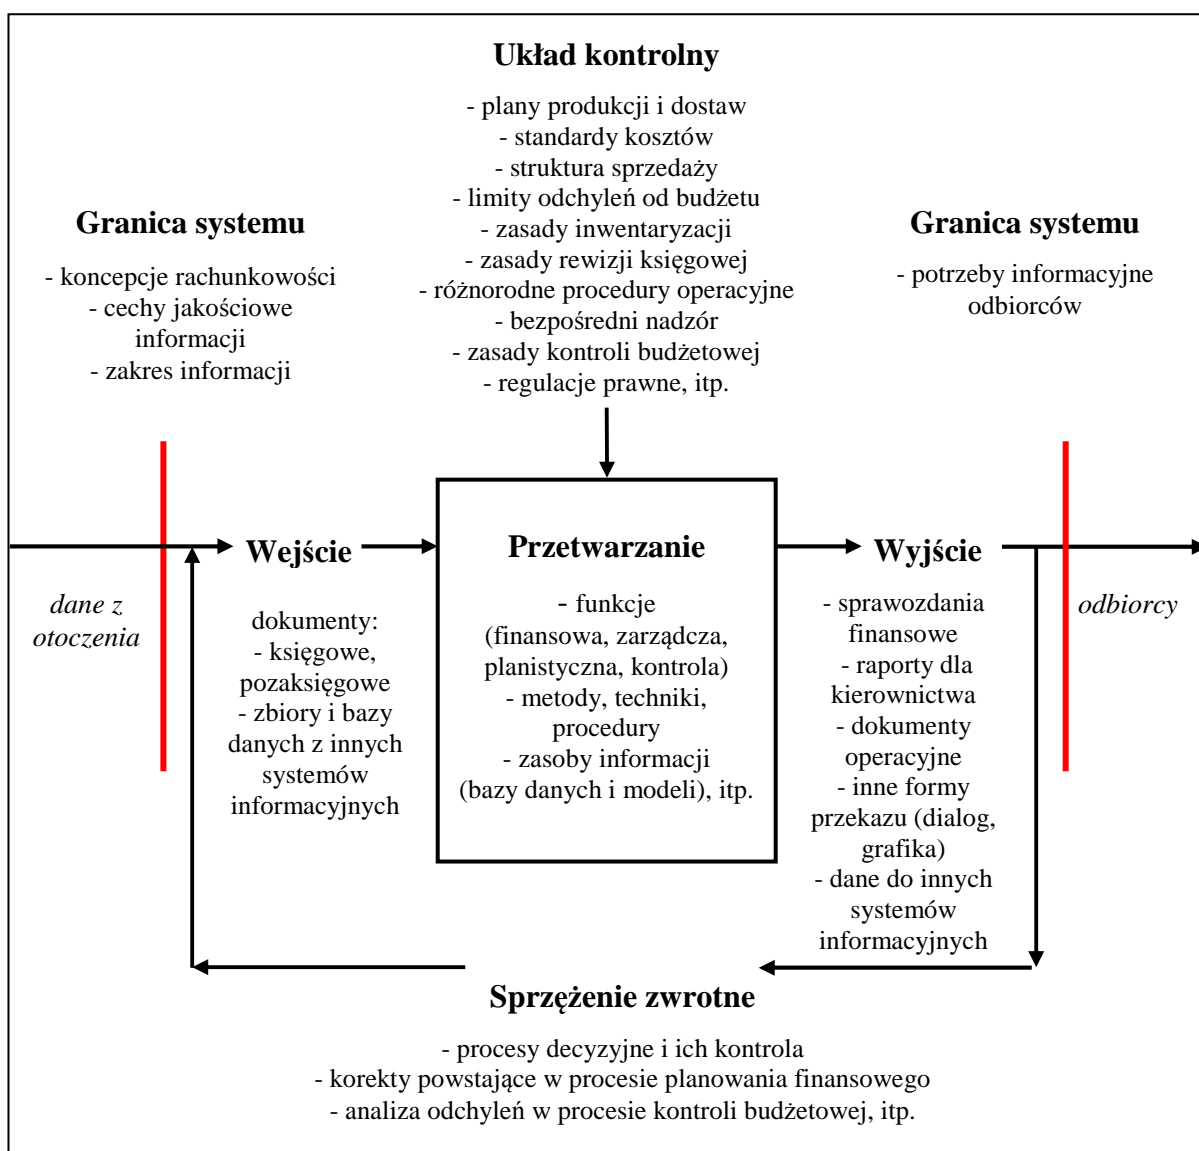 Układ kontrolny
- plany produkcji i dostaw
- standardy kosztów
- struktura sprzedaży
- limity odchyleń od budżetu
- zasady inwentaryzacji
- zasady rewizji księgowej
- różnorodne procedury operacyjne
- bezpośredni nadzór
- zasady kontroli budżetowej
- regulacje prawne, itp.
Granica systemu
- koncepcje rachunkowości
- cechy jakościowe
informacji
- zakres informacji
Granica systemu
- potrzeby informacyjne
odbiorców
dane z
otoczenia
Wejście
dokumenty:
- księgowe,
pozaksięgowe
- zbiory i bazy
danych z innych
systemów
informacyjnych
Przetwarzanie
- funkcje
(finansowa, zarządcza,
planistyczna, kontrola)
- metody, techniki,
procedury
- zasoby informacji
(bazy danych i modeli), itp.
Wyjście
- sprawozdania
finansowe
- raporty dla
kierownictwa
- dokumenty
operacyjne
- inne formy
przekazu (dialog,
grafika)
- dane do innych
systemów
informacyjnych
odbiorcy
Sprzężenie zwrotne
- procesy decyzyjne i ich kontrola
- korekty powstające w procesie planowania finansowego
- analiza odchyleń w procesie kontroli budżetowej, itp.